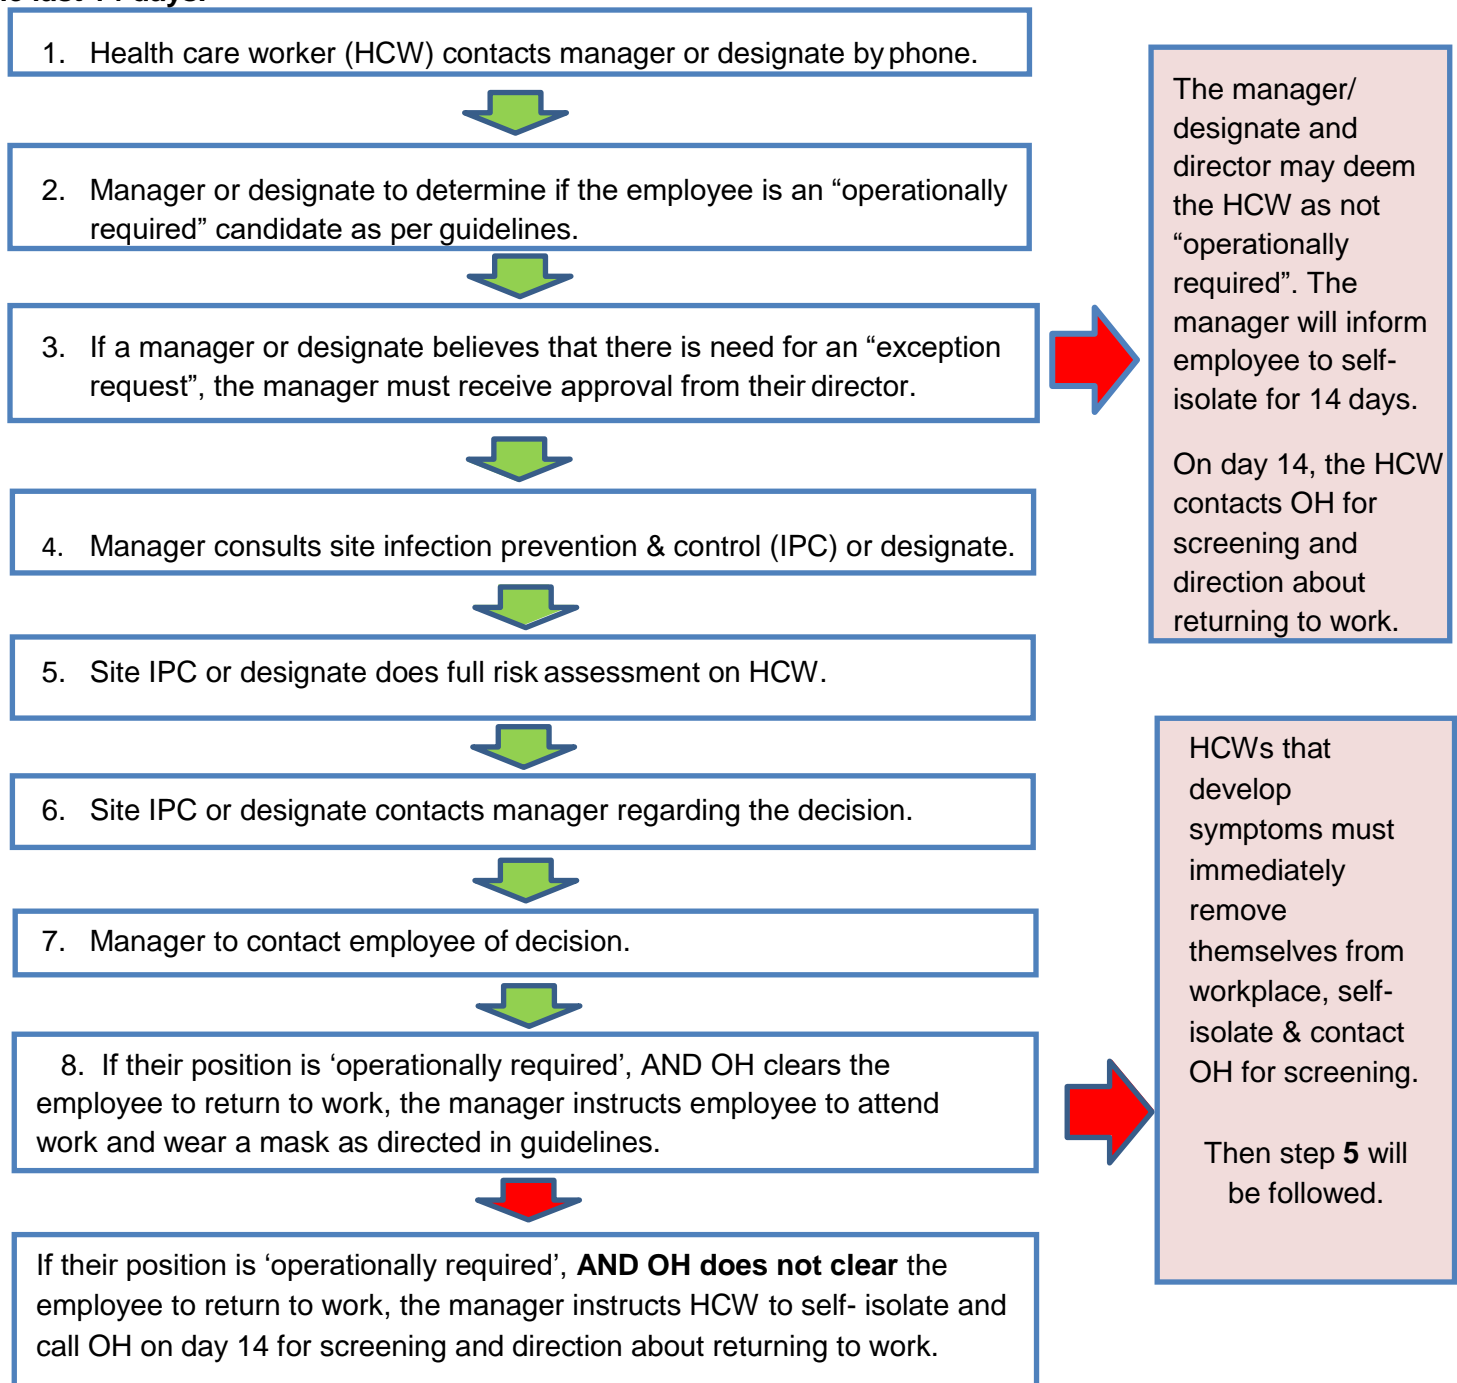 last 14 days.
1. Health care worker (HCW) contacts manager or designate by phone.
2. Manager or designate to determine if the employee is an “operationally
required” candidate as per guidelines.
3. If a manager or designate believes that there is need for an “exception
request”, the manager must receive approval from their director.
4. Manager consults site infection prevention & control (IPC) or designate.
5. Site IPC or designate does full risk assessment on HCW.
6. Site IPC or designate contacts manager regarding the decision.
7. Manager to contact employee of decision.
8. If their position is ‘operationally required’, AND OH clears the
employee to return to work, the manager instructs employee to attend
work and wear a mask as directed in guidelines.
If their position is ‘operationally required’, AND OH does not clear the
employee to return to work, the manager instructs HCW to self- isolate and
call OH on day 14 for screening and direction about returning to work.
The manager/
designate and
director may deem
the HCW as not
“operationally
required”. The
manager will inform
employee to self-
isolate for 14 days.
On day 14, the HCW
contacts OH for
screening and
direction about
returning to work.
HCWs that
develop
symptoms must
immediately
remove
themselves from
workplace, self-
isolate & contact
OH for screening.
Then step 5 will
be followed.